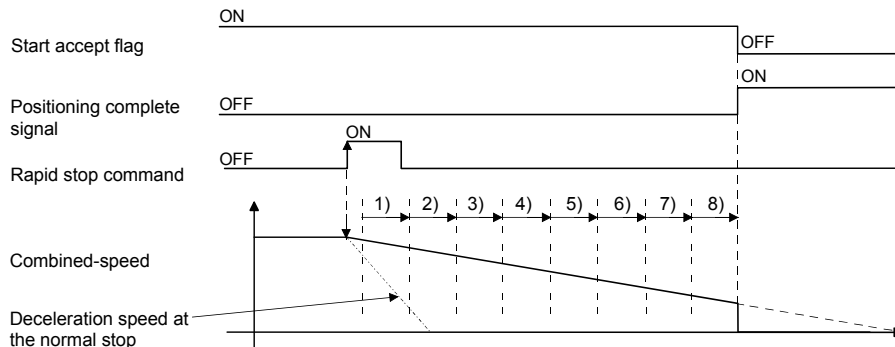 ON
Start accept flag
OFF
ON
Positioning complete
signal
OFF
ON
OFF
Rapid stop command
1) 2) 3) 4) 5) 6) 7) 8)
Combined-speed
Deceleration speed at
the normal stop